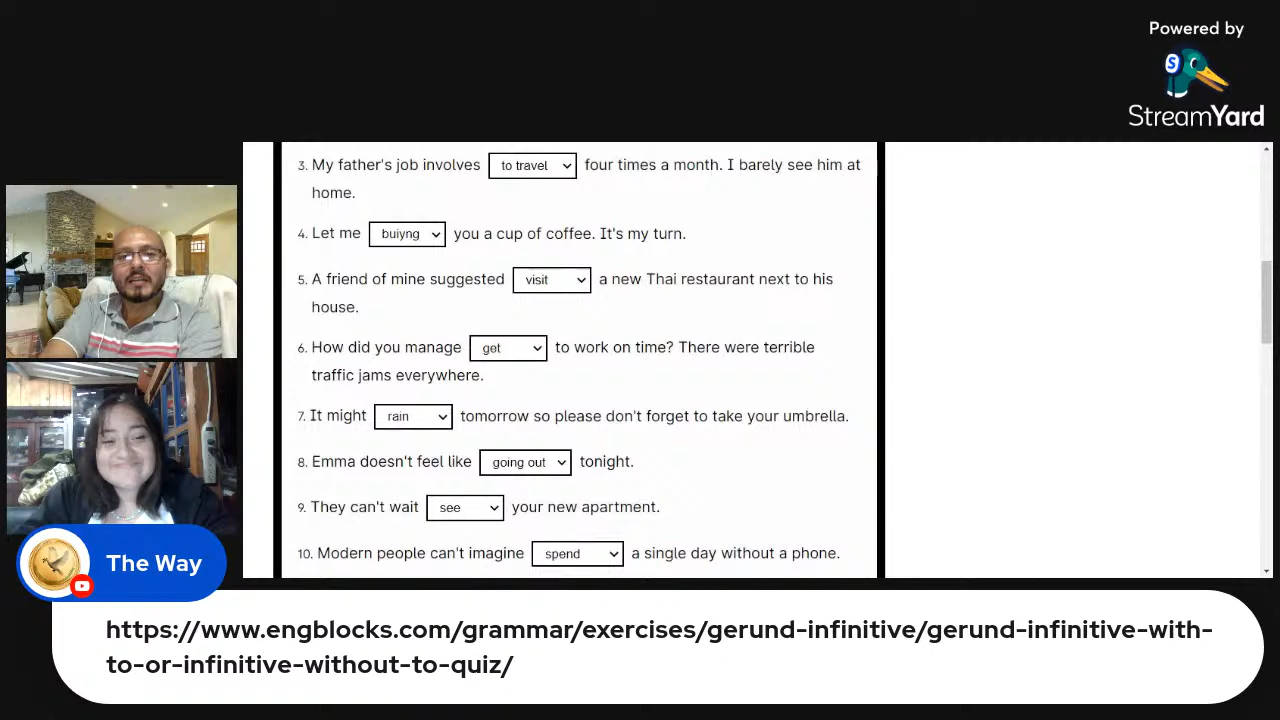 Powered by
StreamYard
3. My father's job involves to travel four times a month. I barely see him at
home.
4. Let me buiyng you a cup of coffee. It's my turn.
5. A friend of mine suggested visit a new Thai restaurant next to his
house.
6. How did you manage get to work on time? There were terrible
traffic jams everywhere.
7. It might rain tomorrow so please don't forget to take your umbrella.
8. Emma doesn't feel like going out tonight.
9. They can't wait see your new apartment.
10. Modern people can't imagine spend a single day without a phone.
The Way
https://www.engblocks.com/grammar/exercises/gerund-infinitive/gerund-infinitive-with-
to-or-infinitive-without-to-quiz/